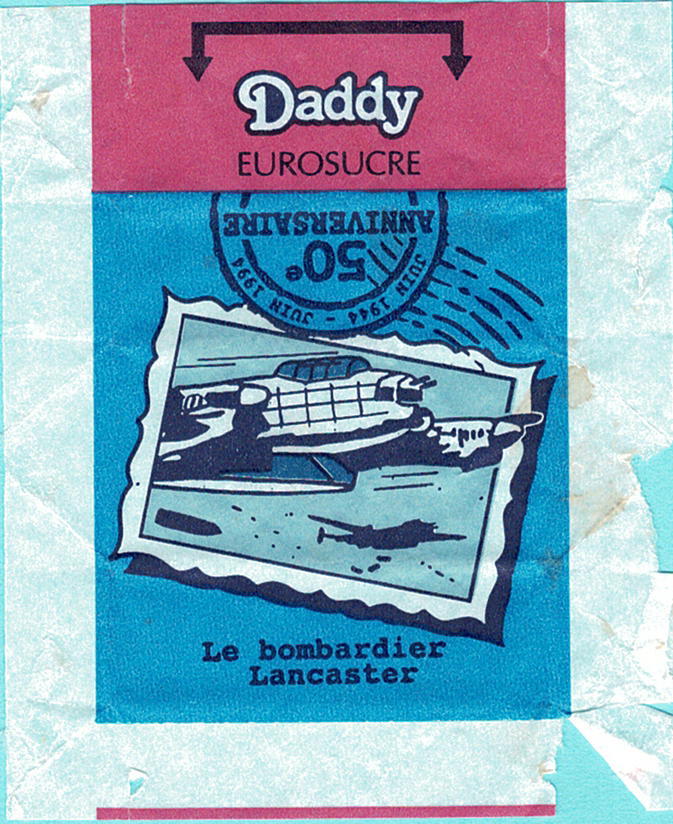 Daddy
EUROSUCRE
ANNIVERSAIRE
50e
JUIN 1944 - JUIN 1994
Le bombardier
Lancaster